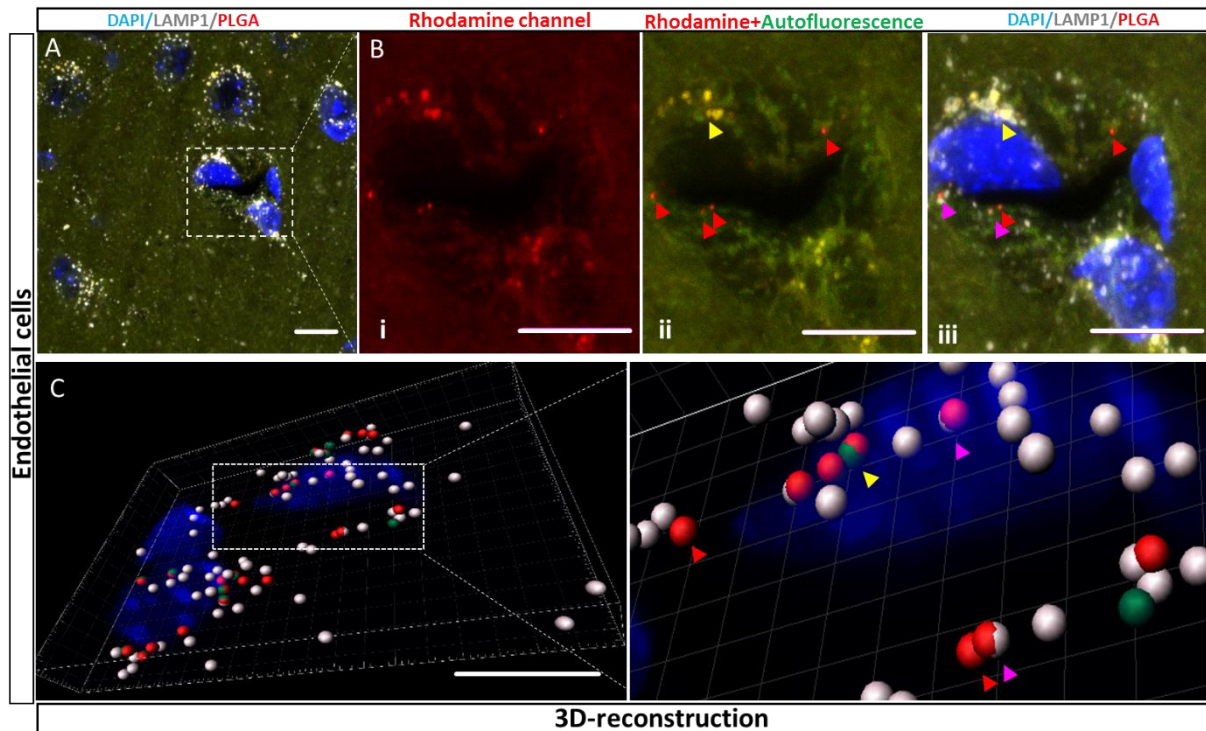 DAPI/LAMP1/PLGA
Rhodamine channel
Rhodamine+Autofluorescence
DAPI/LAMP1/PLGA
A
B
i
ii
iii
Endothelial cells
C
3D-reconstruction